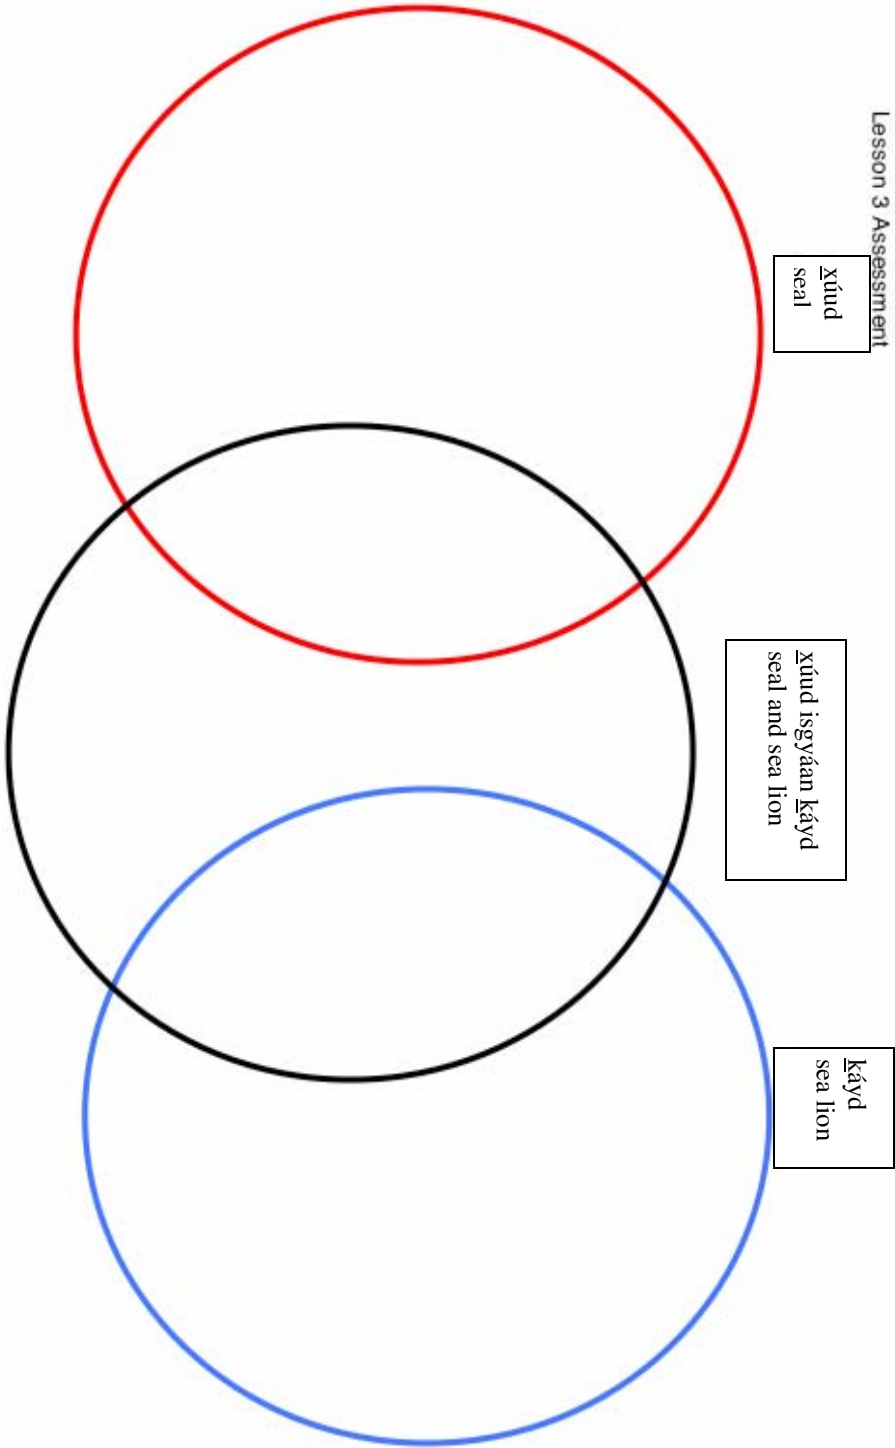 Lesson 3 Assessment
x̲úud
seal
x̲úud isgyáan k̲áyd
seal and sea lion
k̲áyd
sea lion